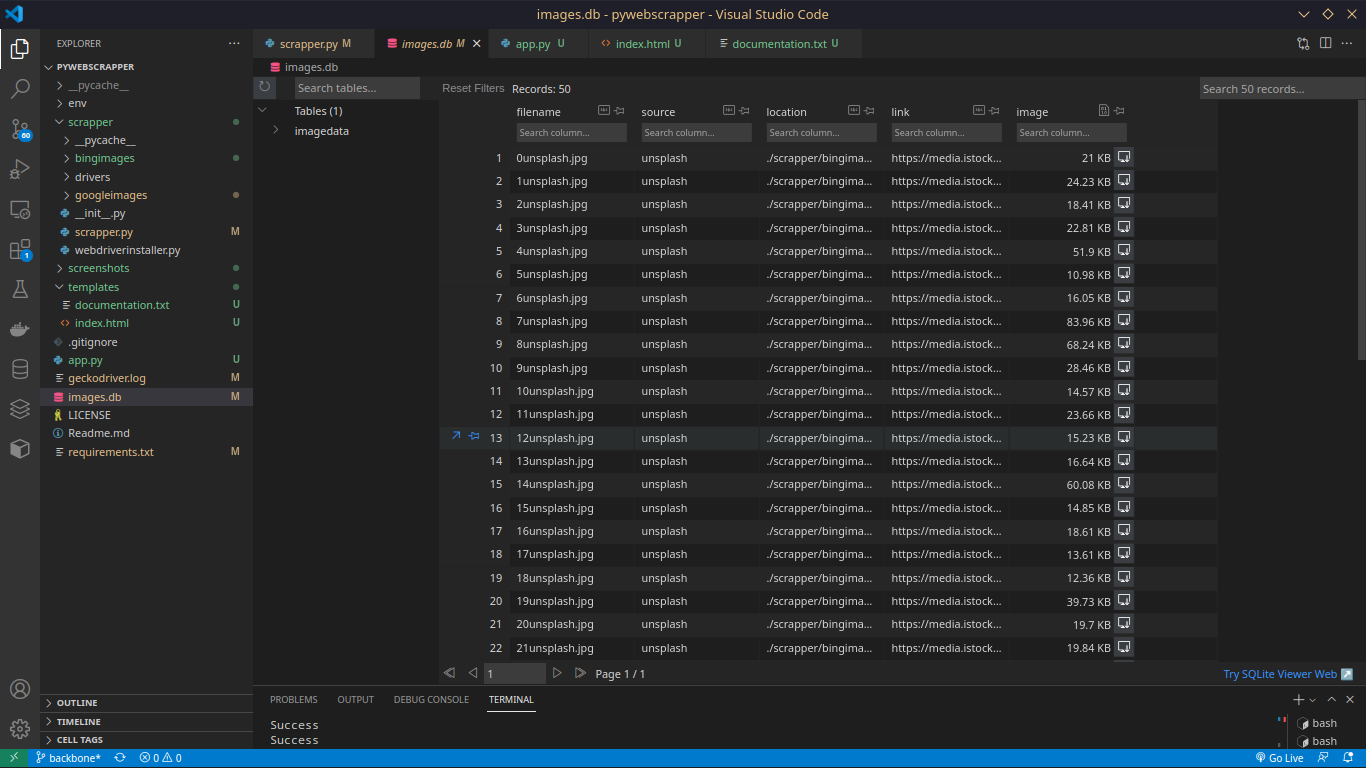 images.db - pywebscrapper - Visual Studio Code
EXPLORER
scrapper.py M
images.db M
app.py U
index.html U
documentation.txt U
PYWEBSCRAPPER
__pycache__
env
scrapper
__pycache__
bingimages
drivers
googleimages
__init__.py
scrapper.py M
webdriverinstaller.py
screenshots
templates
documentation.txt U
index.html U
.gitignore
app.py U
geckodriver.log M
images.db M
LICENSE
Readme.md
requirements.txt M
OUTLINE
TIMELINE
CELL TAGS
60
1
images.db
Search tables...
Tables (1)
imagedata
Reset Filters Records: 50
Search 50 records...
filename source location link image
Search column... Search column... Search column... Search column... Search column...
1 0unsplash.jpg unsplash ./scrapper/bingima... https://media.istock... 21 KB
2 1unsplash.jpg unsplash ./scrapper/bingima... https://media.istock... 24.23 KB
3 2unsplash.jpg unsplash ./scrapper/bingima... https://media.istock... 18.41 KB
4 3unsplash.jpg unsplash ./scrapper/bingima... https://media.istock... 22.81 KB
5 4unsplash.jpg unsplash ./scrapper/bingima... https://media.istock... 51.9 KB
6 5unsplash.jpg unsplash ./scrapper/bingima... https://media.istock... 10.98 KB
7 6unsplash.jpg unsplash ./scrapper/bingima... https://media.istock... 16.05 KB
8 7unsplash.jpg unsplash ./scrapper/bingima... https://media.istock... 83.96 KB
9 8unsplash.jpg unsplash ./scrapper/bingima... https://media.istock... 68.24 KB
10 9unsplash.jpg unsplash ./scrapper/bingima... https://media.istock... 28.46 KB
11 10unsplash.jpg unsplash ./scrapper/bingima... https://media.istock... 14.57 KB
12 11unsplash.jpg unsplash ./scrapper/bingima... https://media.istock... 23.66 KB
13 12unsplash.jpg unsplash ./scrapper/bingima... https://media.istock... 15.23 KB
14 13unsplash.jpg unsplash ./scrapper/bingima... https://media.istock... 16.64 KB
15 14unsplash.jpg unsplash ./scrapper/bingima... https://media.istock... 60.08 KB
16 15unsplash.jpg unsplash ./scrapper/bingima... https://media.istock... 14.85 KB
17 16unsplash.jpg unsplash ./scrapper/bingima... https://media.istock... 18.61 KB
18 17unsplash.jpg unsplash ./scrapper/bingima... https://media.istock... 13.61 KB
19 18unsplash.jpg unsplash ./scrapper/bingima... https://media.istock... 12.36 KB
20 19unsplash.jpg unsplash ./scrapper/bingima... https://media.istock... 39.73 KB
21 20unsplash.jpg unsplash ./scrapper/bingima... https://media.istock... 19.7 KB
22 21unsplash.jpg unsplash ./scrapper/bingima... https://media.istock... 19.84 KB
1 Page 1 / 1
Try SQLite Viewer Web
PROBLEMS OUTPUT DEBUG CONSOLE TERMINAL
Success
Success
bash
bash
backbone* 0 0 Go Live